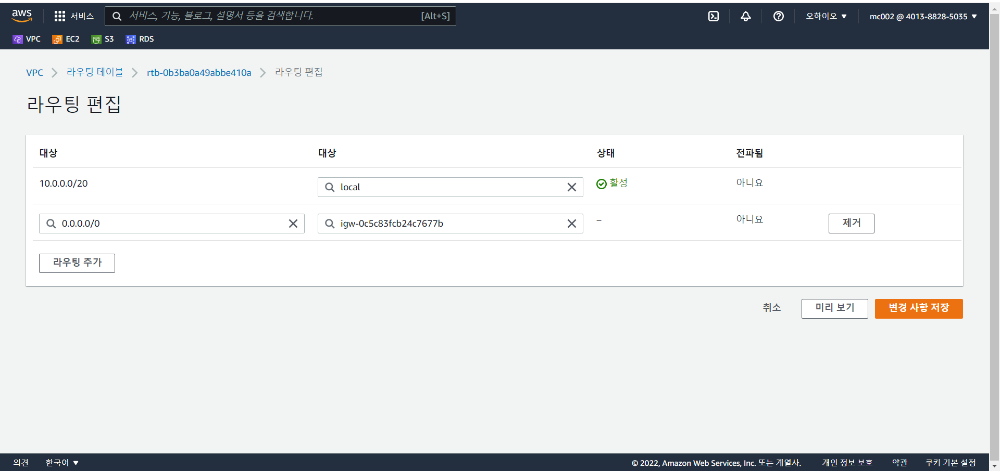 aws 서비스 서비스, 기능, 블로그, 설명서 등을 검색합니다. [Alt+S] 오하이오 ▼ mc002 @ 4013-8828-5035 ▼
VPC EC2 S3 RDS
VPC 라우팅 테이블 rtb-0b3ba0a49abbe410a 라우팅 편집
라우팅 편집
대상 대상 상태 전파됨
10.0.0.0/20 local 활성 아니요
0.0.0.0/0 igw-0c5c83fcb24c7677b – 아니요 제거
라우팅 추가
취소 미리 보기 변경 사항 저장
의견 한국어 ▼ © 2022, Amazon Web Services, Inc. 또는 계열사. 개인 정보 보호 약관 쿠키 기본 설정